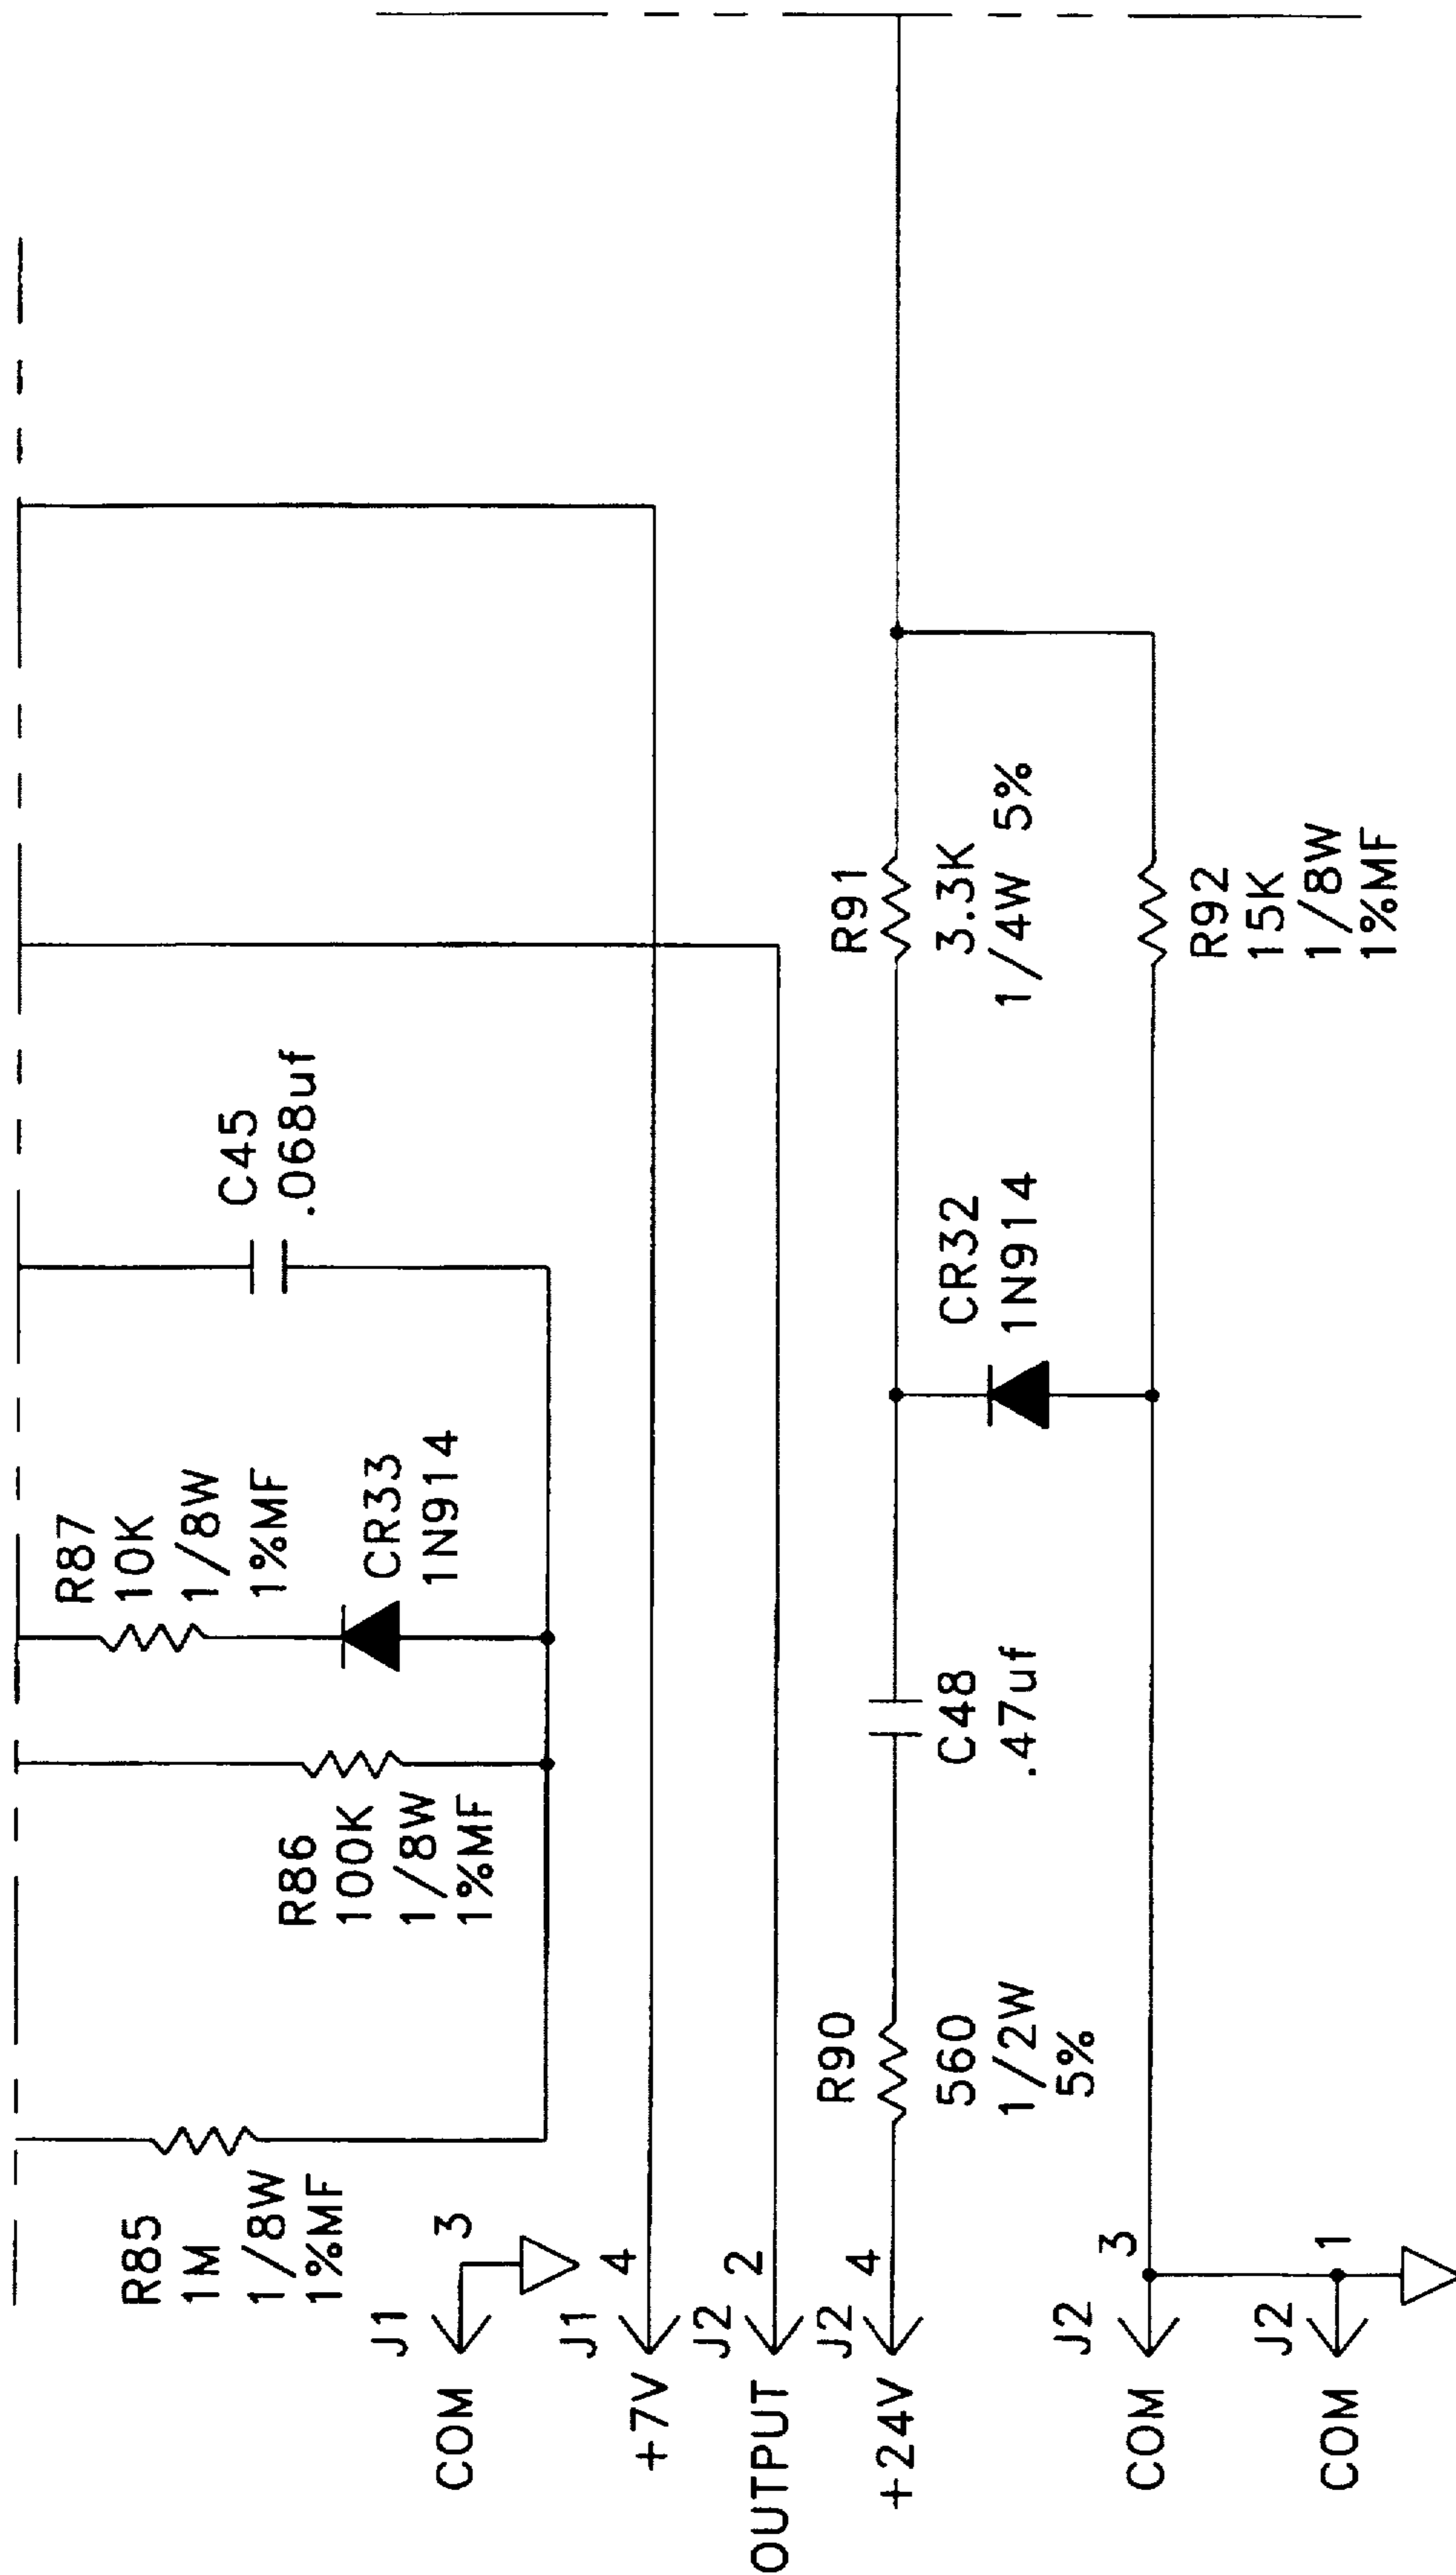 R85
1M
1/8W
1%MF
R86
100K
1/8W
1%MF
R87
10K
1/8W
1%MF
CR33
1N914
C45
.068uf
COM
J1
3
+7V
J1
4
OUTPUT
J2
2
+24V
J2
4
R90
560
1/2W
5%
C48
.47uf
CR32
1N914
R91
3.3K
1/4W 5%
R92
15K
1/8W
1%MF
COM
J2
3
COM
J2
1